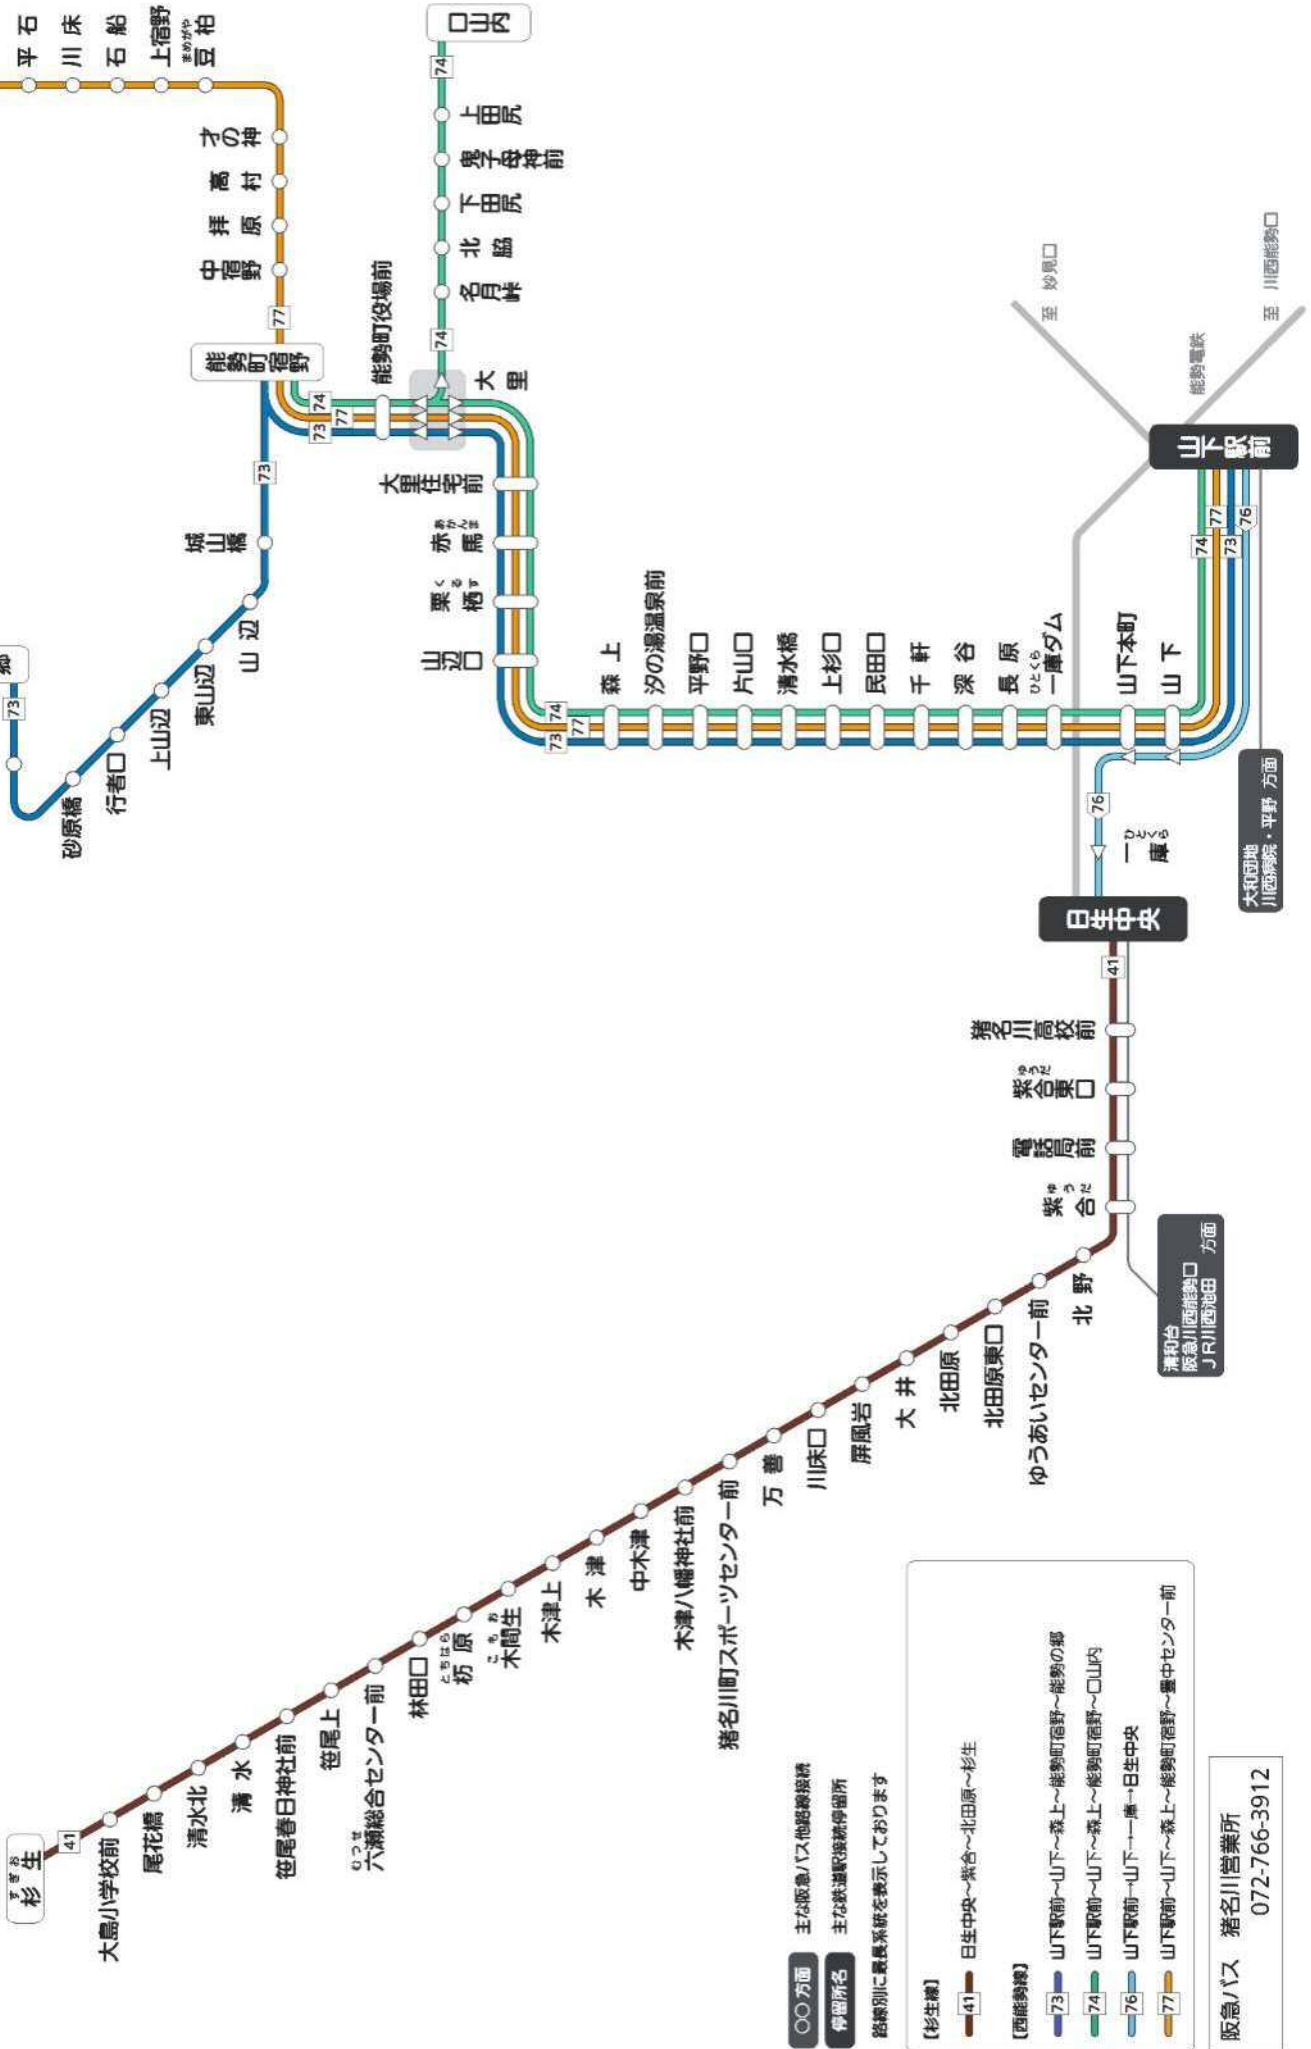 平石
川床
石船
上宿野
まめがや
豆柏
才の神
高村
拝原
中宿野
77
能勢町宿野
口山内
74
上田尻
鬼子母神前
下田尻
北脇
名月峠
74
能勢町役場前
大里
74
77
73
73
城山橋
山辺
東山辺
上山辺
行者口
砂原橋
73
郷
大里住宅前
あかんま
赤馬
くるす
栗栖
山辺口
74
77
73
森上
汐の湯温泉前
平野口
片山口
清水橋
上杉口
民田口
千軒
深谷
長原
ひとくら
一庫ダム
山下本町
山下
至 妙見口
至 川西能勢口
能勢電鉄
山下駅前
74
77
73
76
76
ひとくら
一庫
大和団地
川西病院・平野 方面
日生中央
41
猪名川高校前
ゆうだ
紫合東口
電話局前
ゆうだ
紫合
清和台
阪急川西能勢口
JR川西池田 方面
北野
ゆうあいセンター前
北田原東口
北田原
大井
屏風岩
川床口
万善
猪名川町スポーツセンター前
木津八幡神社前
中木津
木津
木津上
こもお
木間生
とちはら
杤原
林田口
むつせ
六瀬総合センター前
笹尾上
笹尾春日神社前
清水
清水北
尾花橋
大島小学校前
41
すぎお
杉生
〇〇方面 主な阪急バス他路線接続
停留所名 主な鉄道駅接続停留所
路線別に最長系統を表示しております
【杉生線】
41 日生中央〜紫合〜北田原〜杉生
【西能勢線】
73 山下駅前〜山下〜森上〜能勢町宿野〜能勢の郷
74 山下駅前〜山下〜森上〜能勢町宿野〜口山内
76 山下駅前→山下→一庫→日生中央
77 山下駅前〜山下〜森上〜能勢町宿野〜豊中センター前
阪急バス 猪名川営業所
072-766-3912